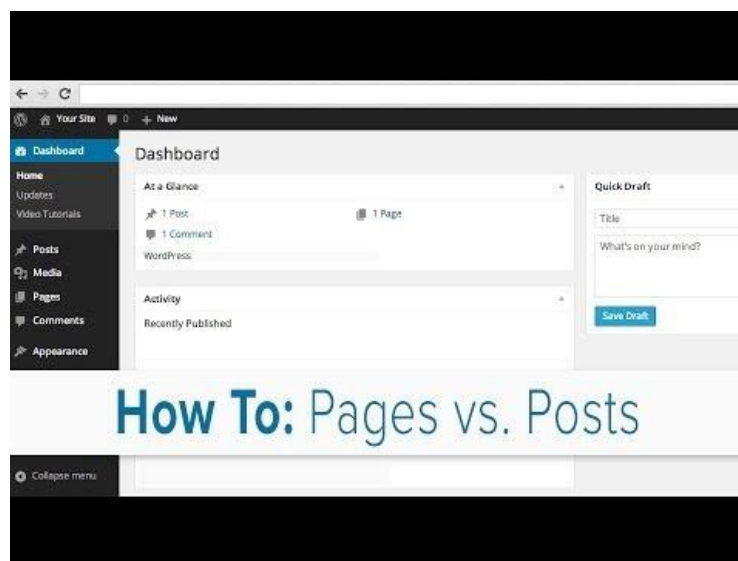 Your Site 0 + New
Dashboard
Home
Updates
Video Tutorials
Posts
Media
Pages
Comments
Appearance
Collapse menu
Dashboard
At a Glance
1 Post
1 Page
1 Comment
WordPress
Activity
Recently Published
Quick Draft
Title
What's on your mind?
Save Draft
How To: Pages vs. Posts